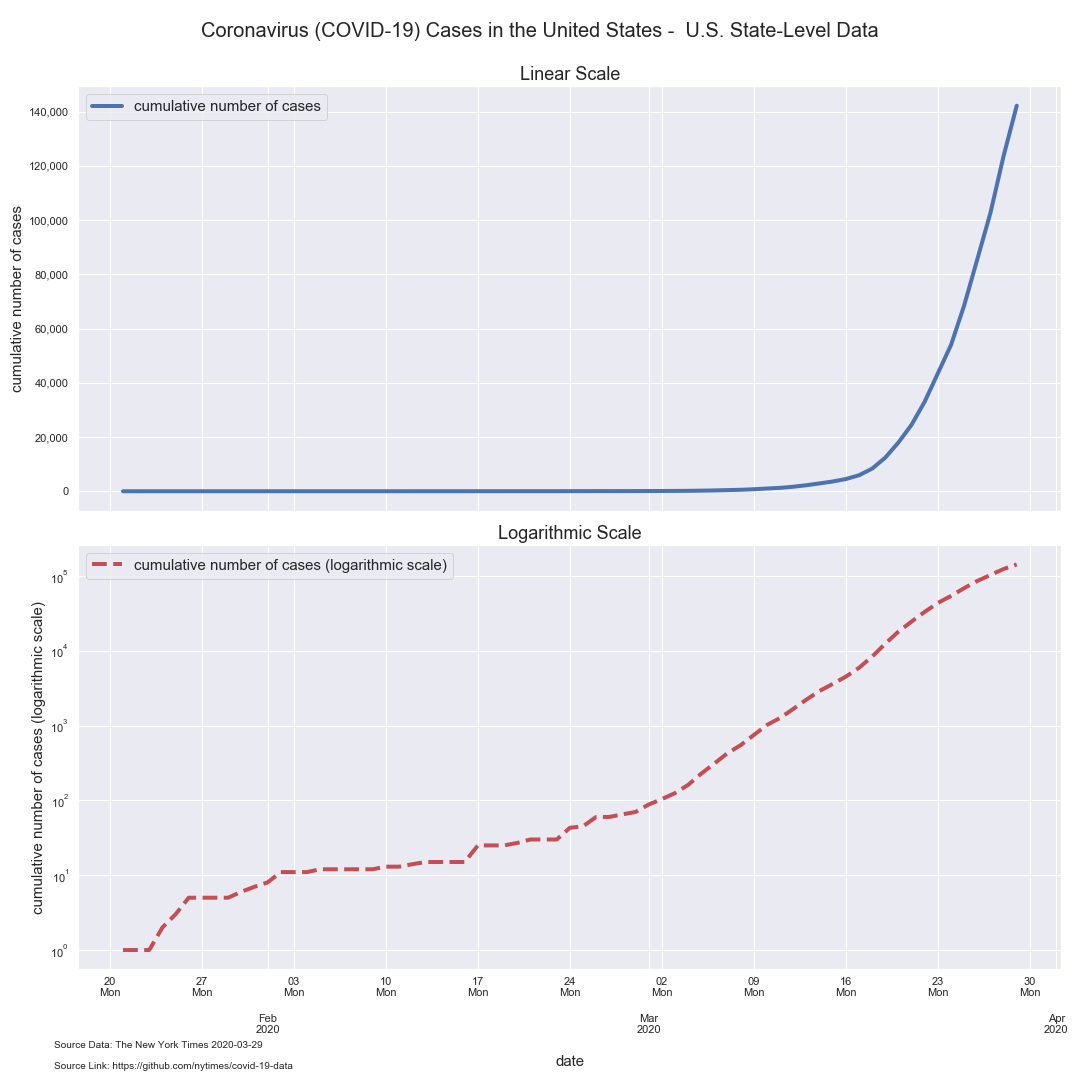 Coronavirus (COVID-19) Cases in the United States -  U.S. State-Level Data
Linear Scale
cumulative number of cases
140,000
120,000
100,000
80,000
60,000
40,000
20,000
0
cumulative number of cases
Logarithmic Scale
cumulative number of cases (logarithmic scale)
10⁵
10⁴
10³
10²
10¹
10⁰
cumulative number of cases (logarithmic scale)
20 27 03 10 17 24 02 09 16 23 30
Mon Mon Mon Mon Mon Mon Mon Mon Mon Mon Mon
Feb Mar Apr
2020 2020 2020
date
Source Data: The New York Times 2020-03-29
Source Link: https://github.com/nytimes/covid-19-data